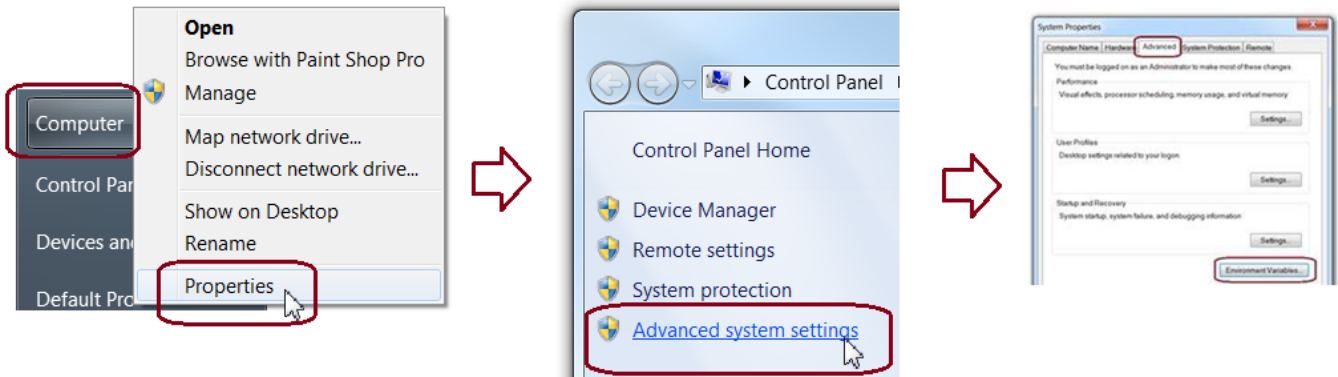 Open
Browse with Paint Shop Pro
Manage
Map network drive...
Disconnect network drive...
Show on Desktop
Rename
Properties
Computer
Control Par
Devices an
Default Pro
Control Panel
Control Panel Home
Device Manager
Remote settings
System protection
Advanced system settings
System Properties
Computer Name Hardware Advanced System Protection Remote
You must be logged on as an Administrator to make most of these changes.
Performance
Visual effects, processor scheduling, memory usage, and virtual memory
Settings...
User Profiles
Desktop settings related to your logon
Settings...
Startup and Recovery
System startup, system failure, and debugging information
Settings...
Environment Variables...